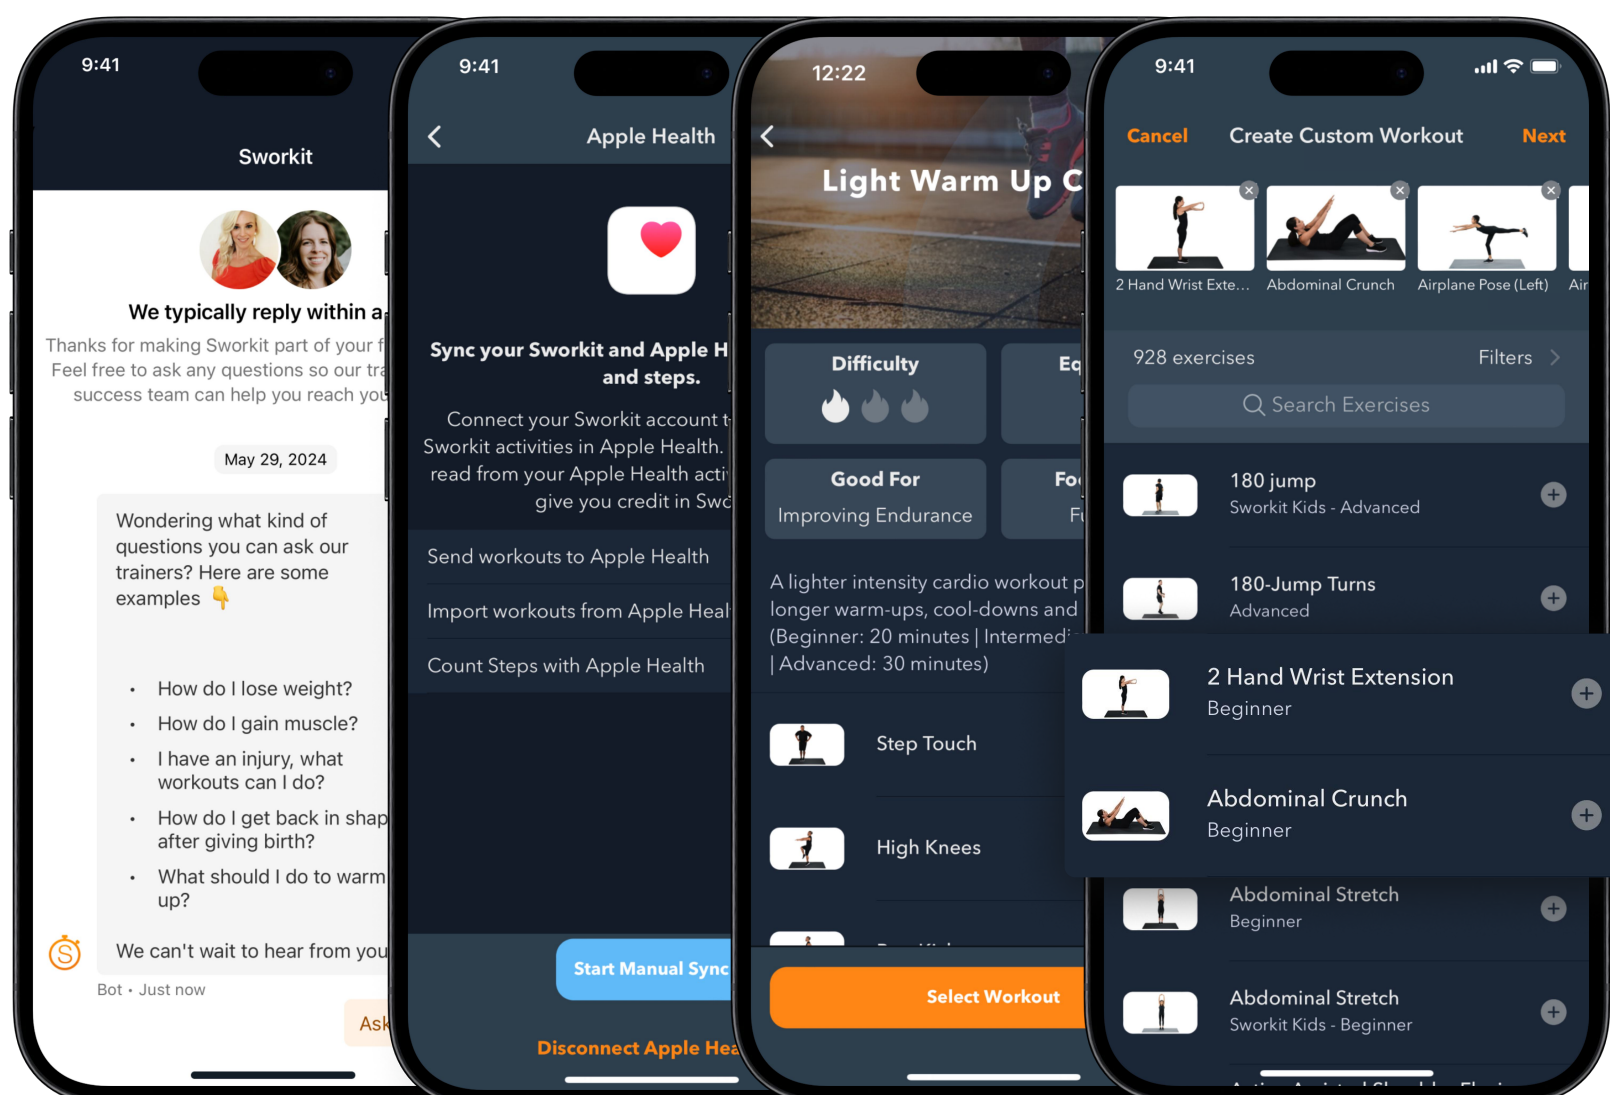 9:41
Sworkit
We typically reply within a
Thanks for making Sworkit part of your f
Feel free to ask any questions so our tra
success team can help you reach you
May 29, 2024
Wondering what kind of
questions you can ask our
trainers? Here are some
examples 👇
• How do I lose weight?
• How do I gain muscle?
• I have an injury, what
workouts can I do?
• How do I get back in shap
after giving birth?
• What should I do to warm
up?
We can't wait to hear from you
Bot • Just now
Ask
9:41
Apple Health
Sync your Sworkit and Apple H
and steps.
Connect your Sworkit account t
Sworkit activities in Apple Health.
read from your Apple Health activ
give you credit in Swo
Send workouts to Apple Health
Import workouts from Apple Heal
Count Steps with Apple Health
Start Manual Sync
Disconnect Apple Hea
12:22
Light Warm Up C
Difficulty
Eq
Good For
Improving Endurance
Fo
Fu
A lighter intensity cardio workout p
longer warm-ups, cool-downs and
(Beginner: 20 minutes | Intermedi
| Advanced: 30 minutes)
Step Touch
High Knees
Select Workout
9:41
Cancel
Create Custom Workout
Next
2 Hand Wrist Exte...
Abdominal Crunch
Airplane Pose (Left)
Air
928 exercises
Filters
Search Exercises
180 jump
Sworkit Kids - Advanced
180-Jump Turns
Advanced
2 Hand Wrist Extension
Beginner
Abdominal Crunch
Beginner
Abdominal Stretch
Beginner
Abdominal Stretch
Sworkit Kids - Beginner